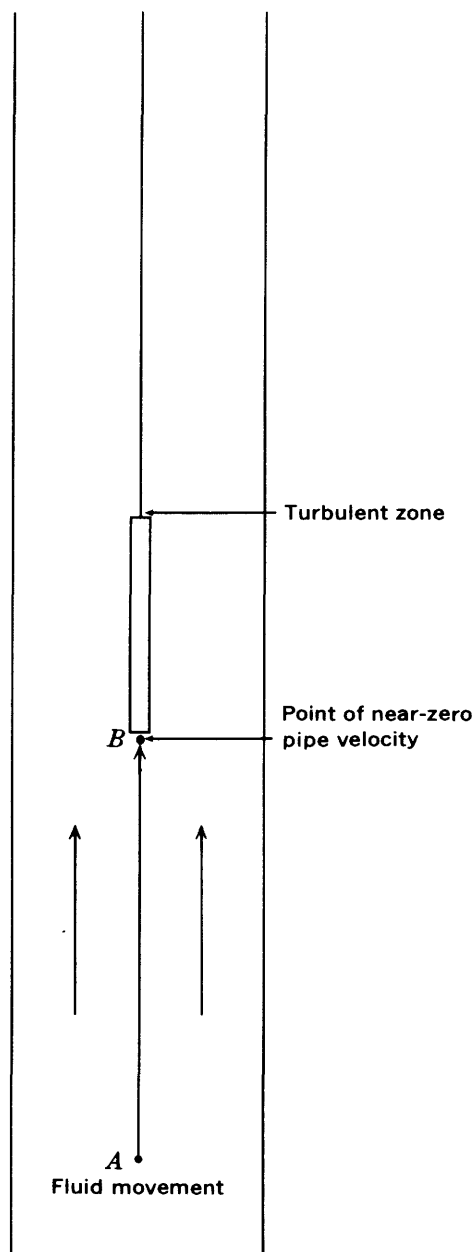 Turbulent zone
Point of near-zero
B pipe velocity
A
Fluid movement